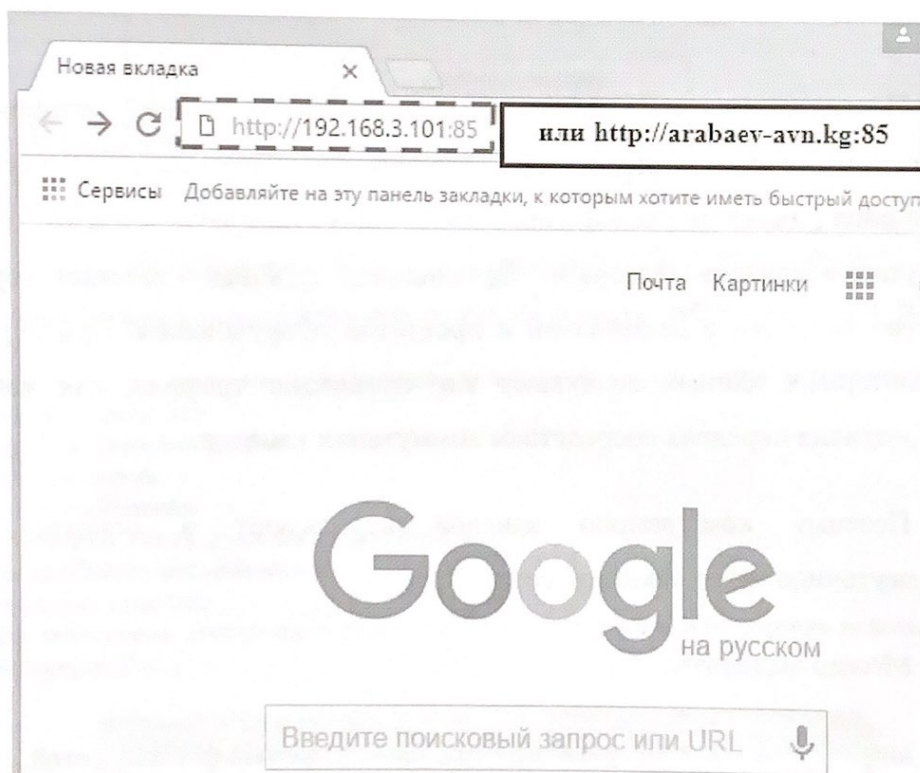 Новая вкладка
http://192.168.3.101:85 или http://arabaev-avn.kg:85
Сервисы Добавляйте на эту панель закладки, к которым хотите иметь быстрый доступ
Почта Картинки
Google
на русском
Введите поисковый запрос или URL